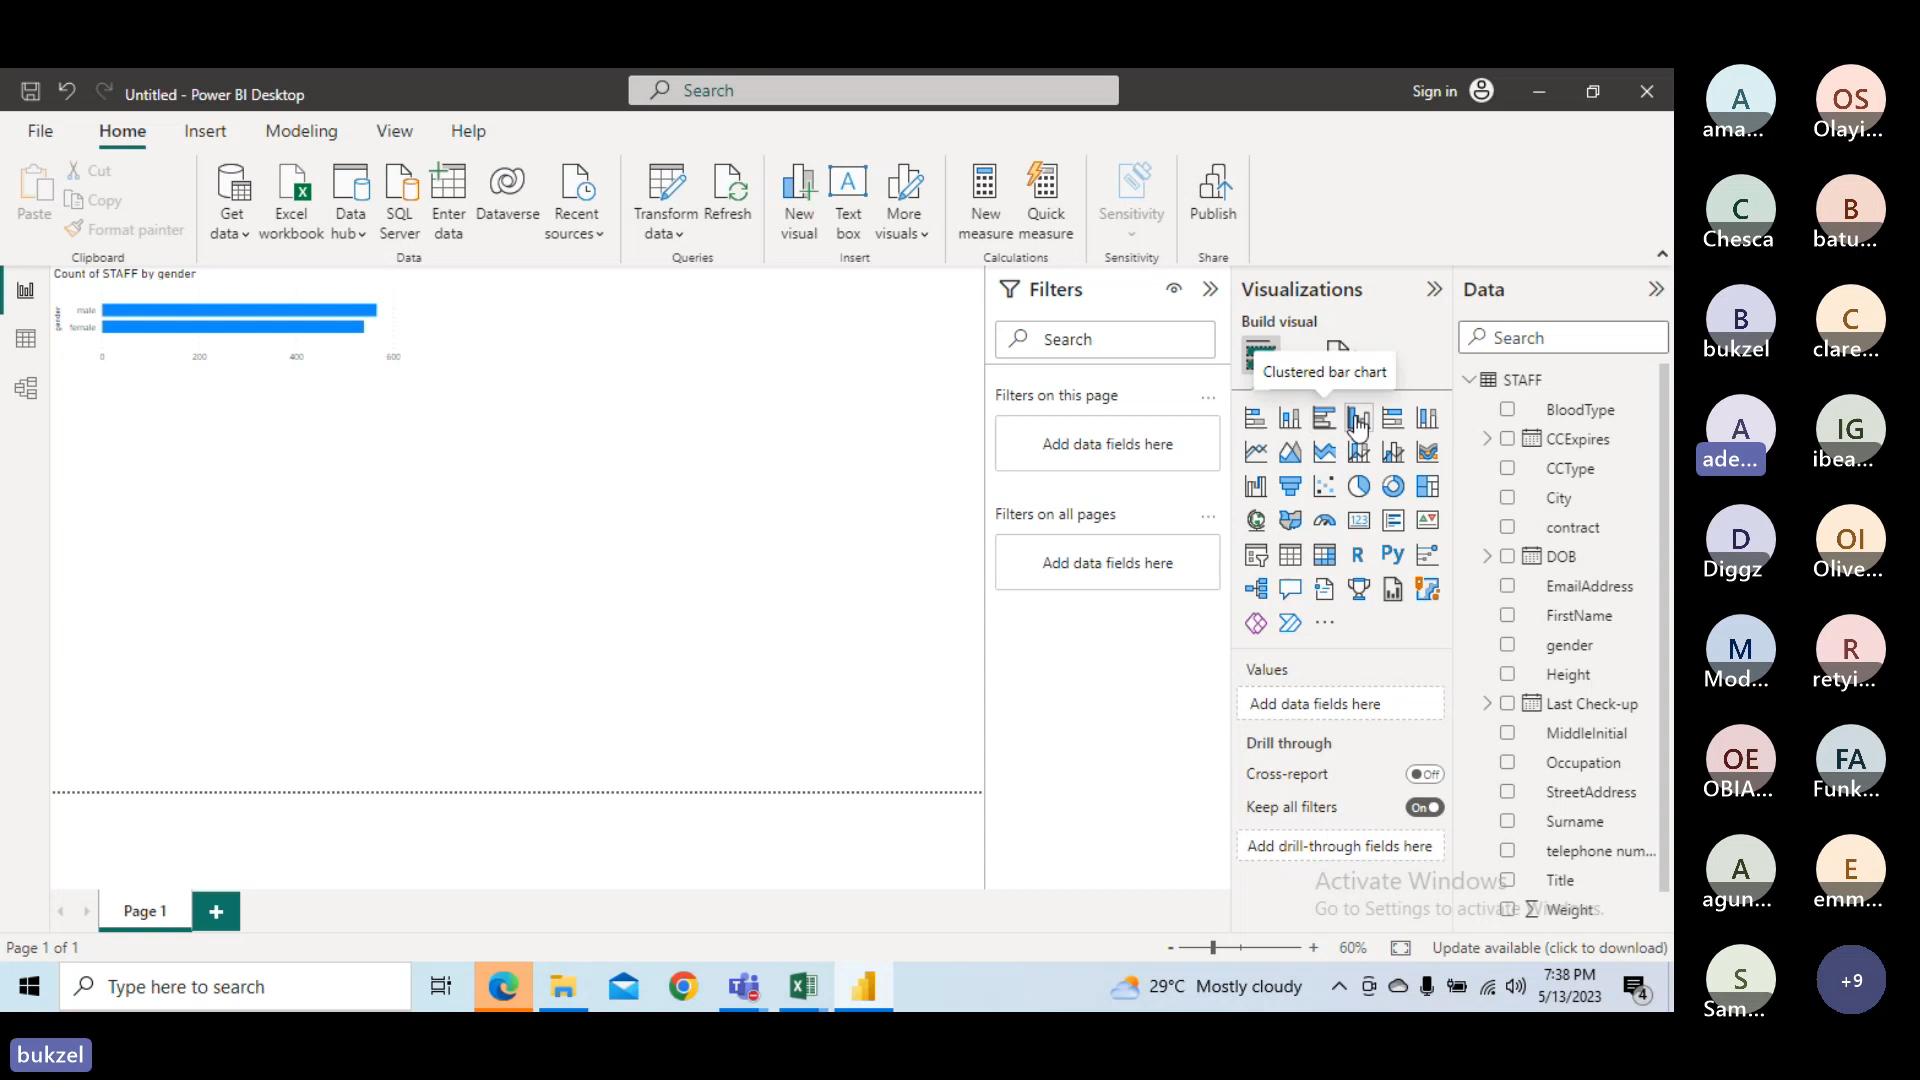 Untitled - Power BI Desktop
Search
Sign in
File
Home
Insert
Modeling
View
Help
Paste
Cut
Copy
Format painter
Clipboard
Get data
Excel workbook
Data hub
SQL Server
Enter data
Dataverse
Recent sources
Data
Transform data
Refresh
Queries
New visual
Text box
More visuals
Insert
New measure
Quick measure
Calculations
Sensitivity
Sensitivity
Publish
Share
Count of STAFF by gender
gender
male
female
0 200 400 600
Filters
Search
Filters on this page
...
Add data fields here
Filters on all pages
...
Add data fields here
Visualizations
Build visual
Clustered bar chart
123
R
Py
...
Values
Add data fields here
Drill through
Cross-report
Off
Keep all filters
On
Add drill-through fields here
Data
Search
STAFF
BloodType
CCExpires
CCType
City
contract
DOB
EmailAddress
FirstName
gender
Height
Last Check-up
MiddleInitial
Occupation
StreetAddress
Surname
telephone num...
Title
Σ Weight
Activate Windows
Go to Settings to activate Windows.
Page 1
+
Page 1 of 1
- + 60%
Update available (click to download)
Type here to search
29°C Mostly cloudy
7:38 PM
5/13/2023
4
A
ama...
OS
Olayi...
C
Chesca
B
batu...
B
bukzel
C
clare...
A
ade...
IG
ibea...
D
Diggz
OI
Olive...
M
Mod...
R
retyi...
OE
OBIA...
FA
Funk...
A
agun...
E
emm...
S
Sam...
+9
bukzel